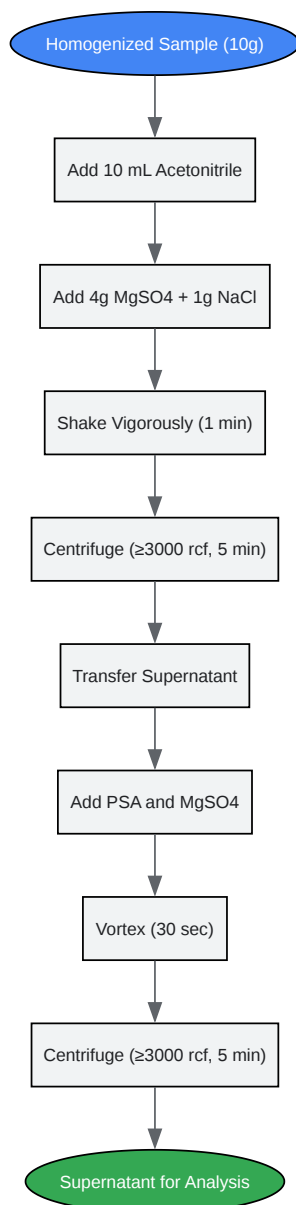 Homogenized Sample (10g)
Add 10 mL Acetonitrile
Add 4g MgSO4 + 1g NaCl
Shake Vigorously (1 min)
Centrifuge (≥3000 rcf, 5 min)
Transfer Supernatant
Add PSA and MgSO4
Vortex (30 sec)
Centrifuge (≥3000 rcf, 5 min)
Supernatant for Analysis